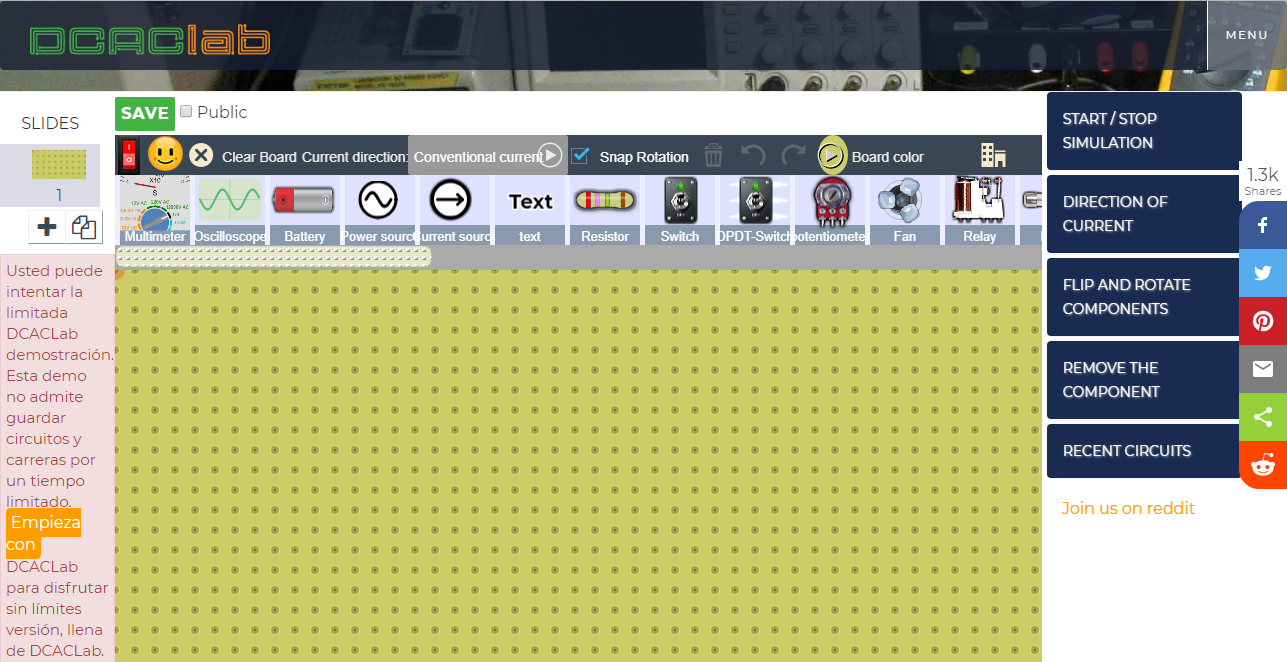 DCAClab
MENU
SLIDES
1
SAVE
Public
Clear Board
Current direction:
Conventional current
Snap Rotation
Board color
Multimeter
Oscilloscope
Battery
Power sourc
urrent sourc
Text
text
Resistor
Switch
DPDT-Switch
potentiometer
Fan
Relay
Usted puede
intentar la
limitada
DCACLab
demostración.
Esta demo
no admite
guardar
circuitos y
carreras por
un tiempo
limitado.
Empieza
con
DCACLab
para disfrutar
sin límites
versión, llena
de DCACLab.
START / STOP
SIMULATION
DIRECTION OF
CURRENT
FLIP AND ROTATE
COMPONENTS
REMOVE THE
COMPONENT
RECENT CIRCUITS
Join us on reddit
1.3k
Shares